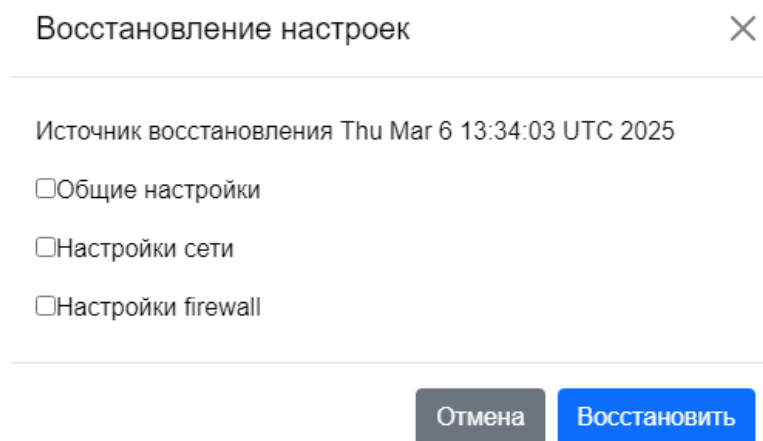 Восстановление настроек
Источник восстановления Thu Mar 6 13:34:03 UTC 2025
Общие настройки
Настройки сети
Настройки firewall
Отмена Восстановить